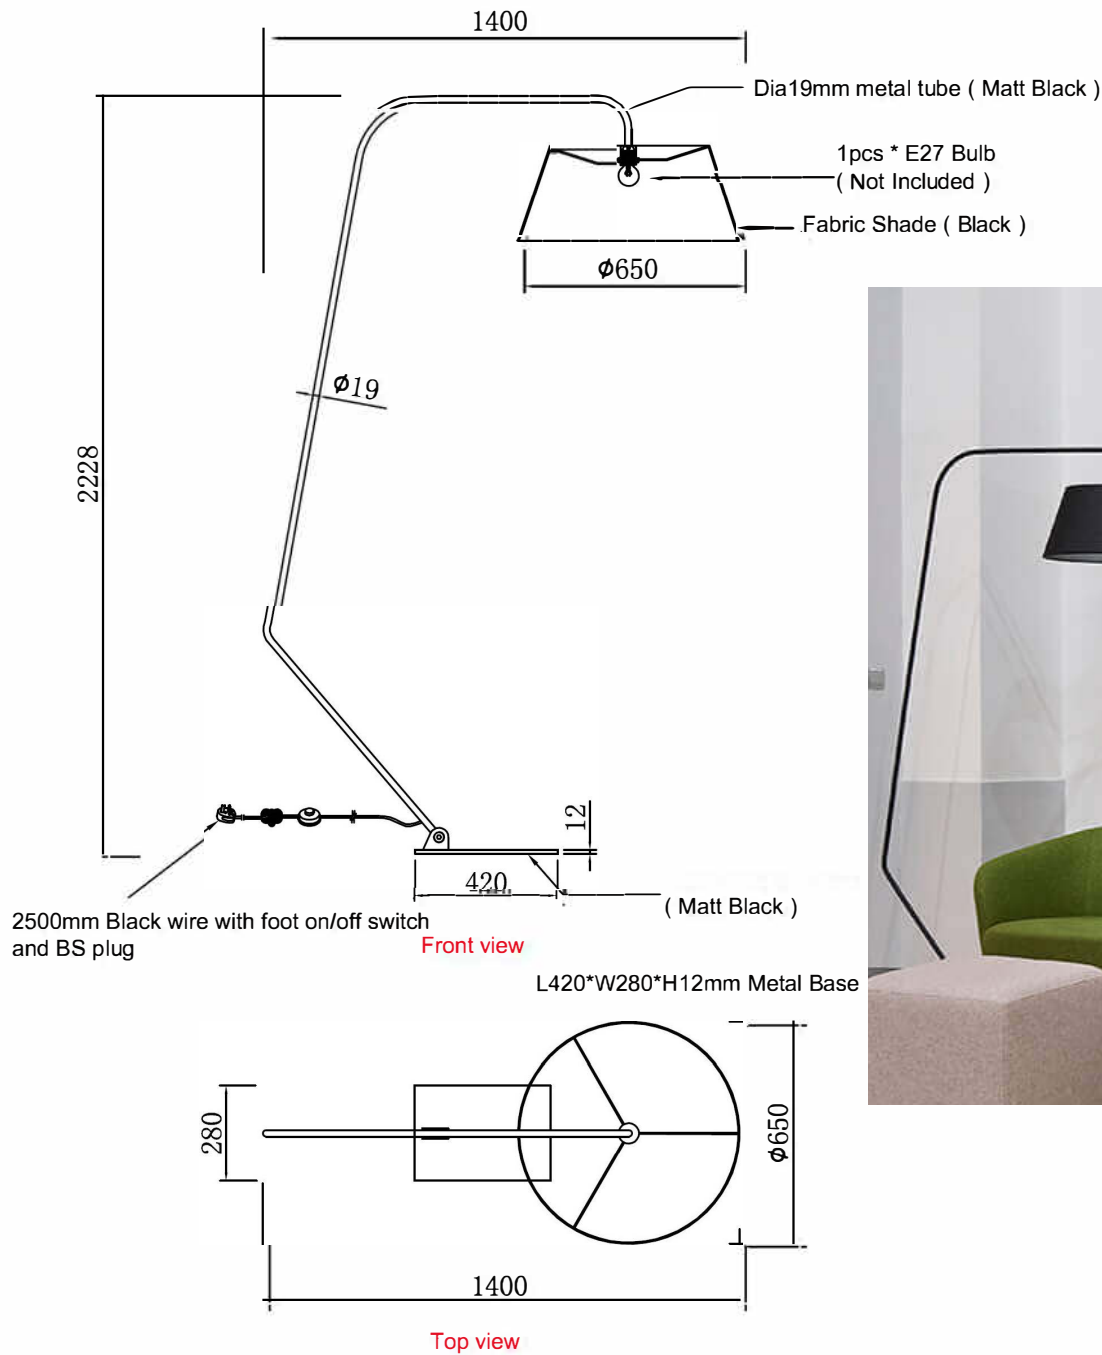 1400
Dia19mm metal tube ( Matt Black )
1pcs * E27 Bulb
( Not Included )
Fabric Shade ( Black )
ϕ650
ϕ19
2228
12
420
( Matt Black )
2500mm Black wire with foot on/off switch
and BS plug
Front view
L420*W280*H12mm Metal Base
280
ϕ650
1400
Top view